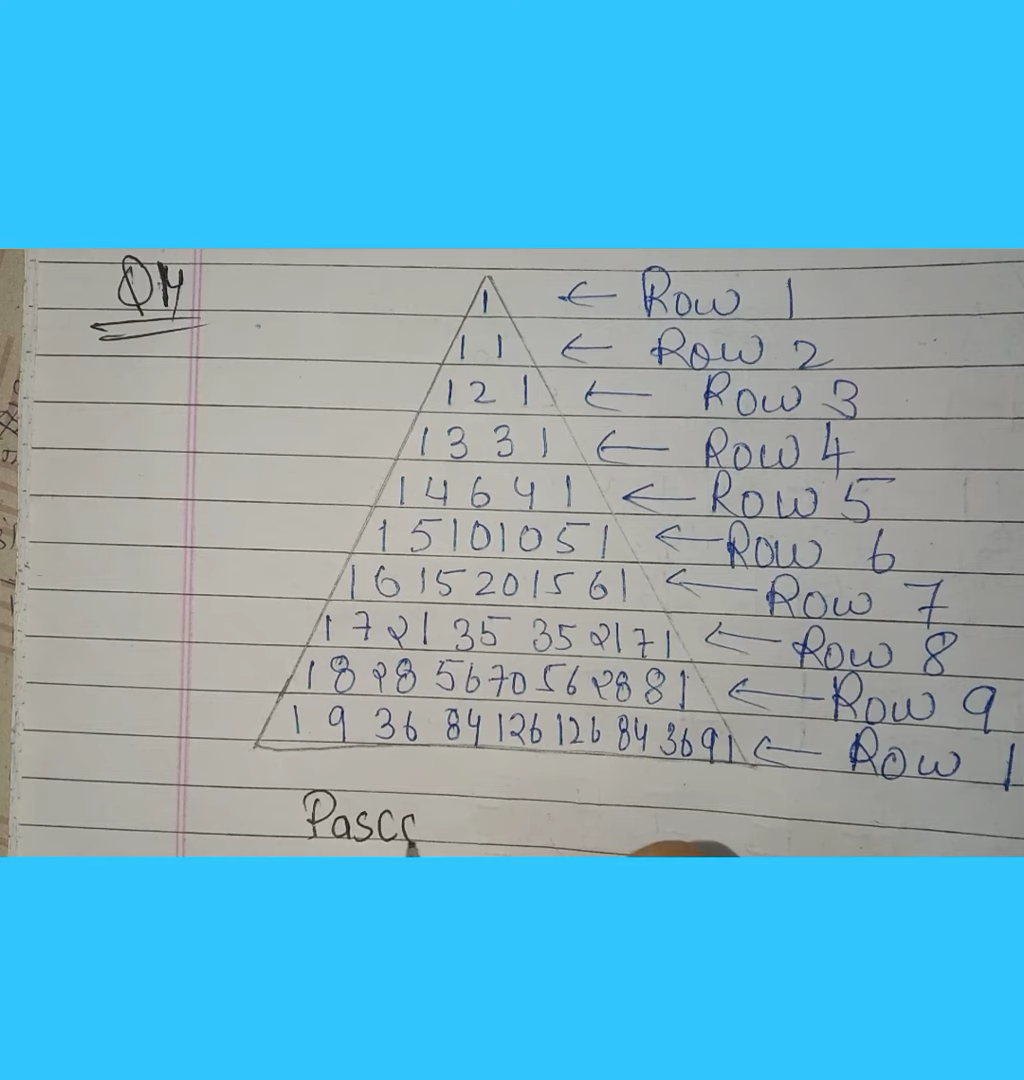 QM
1 ← Row 1
1 1 ← Row 2
1 2 1 ← Row 3
1 3 3 1 ← Row 4
1 4 6 4 1 ← Row 5
1 5 10 10 5 1 ← Row 6
1 6 15 20 15 6 1 ← Row 7
1 7 21 35 35 21 7 1 ← Row 8
1 8 28 56 70 56 28 8 1 ← Row 9
1 9 36 84 126 126 84 36 9 1 ← Row 1
Pasc